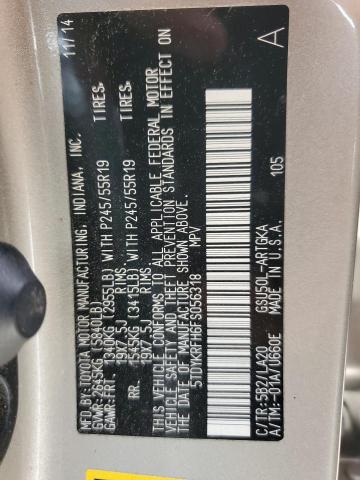 MFD.BY:TOYOTA MOTOR MANUFACTURING, INDIANA, INC. 11/14
GVWR:2645KG(5840LB)
GAWR:FRT. 1340KG(2955LB)WITH P245/55R19 TIRES,
19X7.5J RIMS
RR. 1545KG(3415LB)WITH P245/55R19 TIRES,
19X7.5J RIMS
THIS VEHICLE CONFORMS TO ALL APPLICABLE FEDERAL MOTOR
VEHICLE SAFETY AND THEFT PREVENTION STANDARDS IN EFFECT ON
THE DATE OF MANUFACTURE SHOWN ABOVE.
5TDYKRFH6FS056318 MPV
105 A
C/TR:5B2/LA20 GSU50L-ARTGKA
A/TM:-01A/U660E MADE IN U.S.A.